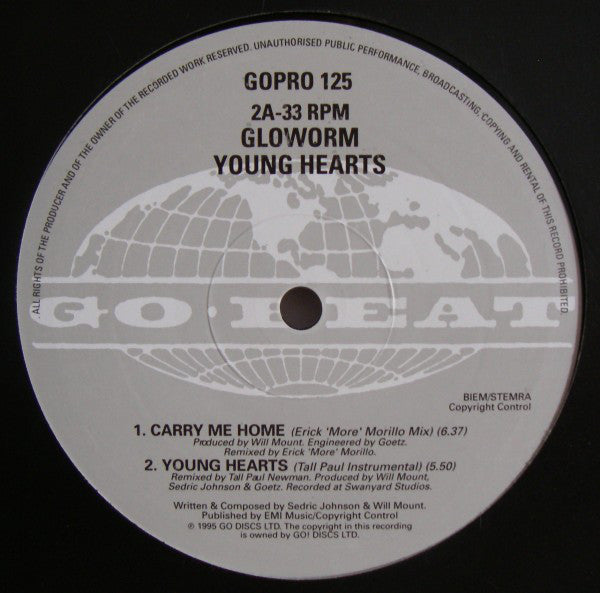 ALL RIGHTS OF THE PRODUCER AND OF THE OWNER OF THE RECORDED WORK RESERVED. UNAUTHORISED PUBLIC PERFORMANCE, BROADCASTING, COPYING AND RENTAL OF THIS RECORD PROHIBITED.
GOPRO 125
2A-33 RPM
GLOWORM
YOUNG HEARTS
GO·BEAT
BIEM/STEMRA
Copyright Control
1. CARRY ME HOME (Erick 'More' Morillo Mix) (6.37)
Produced by Will Mount. Engineered by Goetz.
Remixed by Erick 'More' Morillo.
2. YOUNG HEARTS (Tall Paul Instrumental) (5.50)
Remixed by Tall Paul Newman. Produced by Will Mount,
Sedric Johnson & Goetz. Recorded at Swanyard Studios.
Written & Composed by Sedric Johnson & Will Mount.
Published by EMI Music/Copyright Control
℗ 1995 GO DISCS LTD. The copyright in this recording
is owned by GO! DISCS LTD.